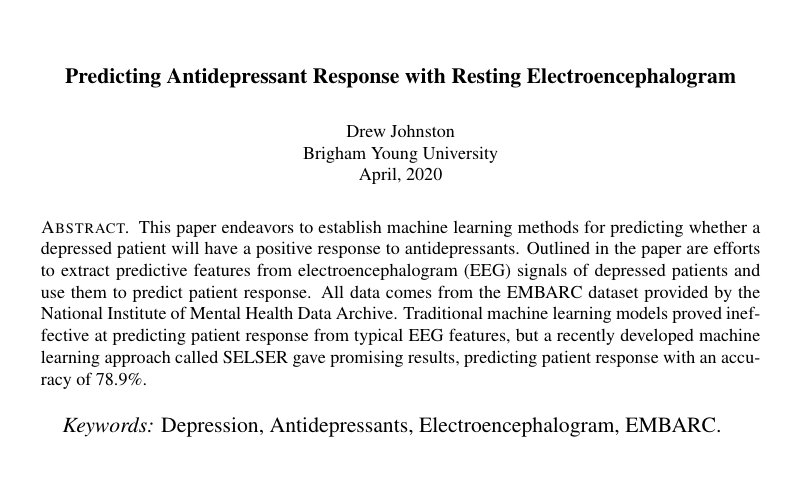 Predicting Antidepressant Response with Resting Electroencephalogram
Drew Johnston
Brigham Young University
April, 2020
ABSTRACT. This paper endeavors to establish machine learning methods for predicting whether a
depressed patient will have a positive response to antidepressants. Outlined in the paper are efforts
to extract predictive features from electroencephalogram (EEG) signals of depressed patients and
use them to predict patient response. All data comes from the EMBARC dataset provided by the
National Institute of Mental Health Data Archive. Traditional machine learning models proved inef-
fective at predicting patient response from typical EEG features, but a recently developed machine
learning approach called SELSER gave promising results, predicting patient response with an accu-
racy of 78.9%.
Keywords: Depression, Antidepressants, Electroencephalogram, EMBARC.